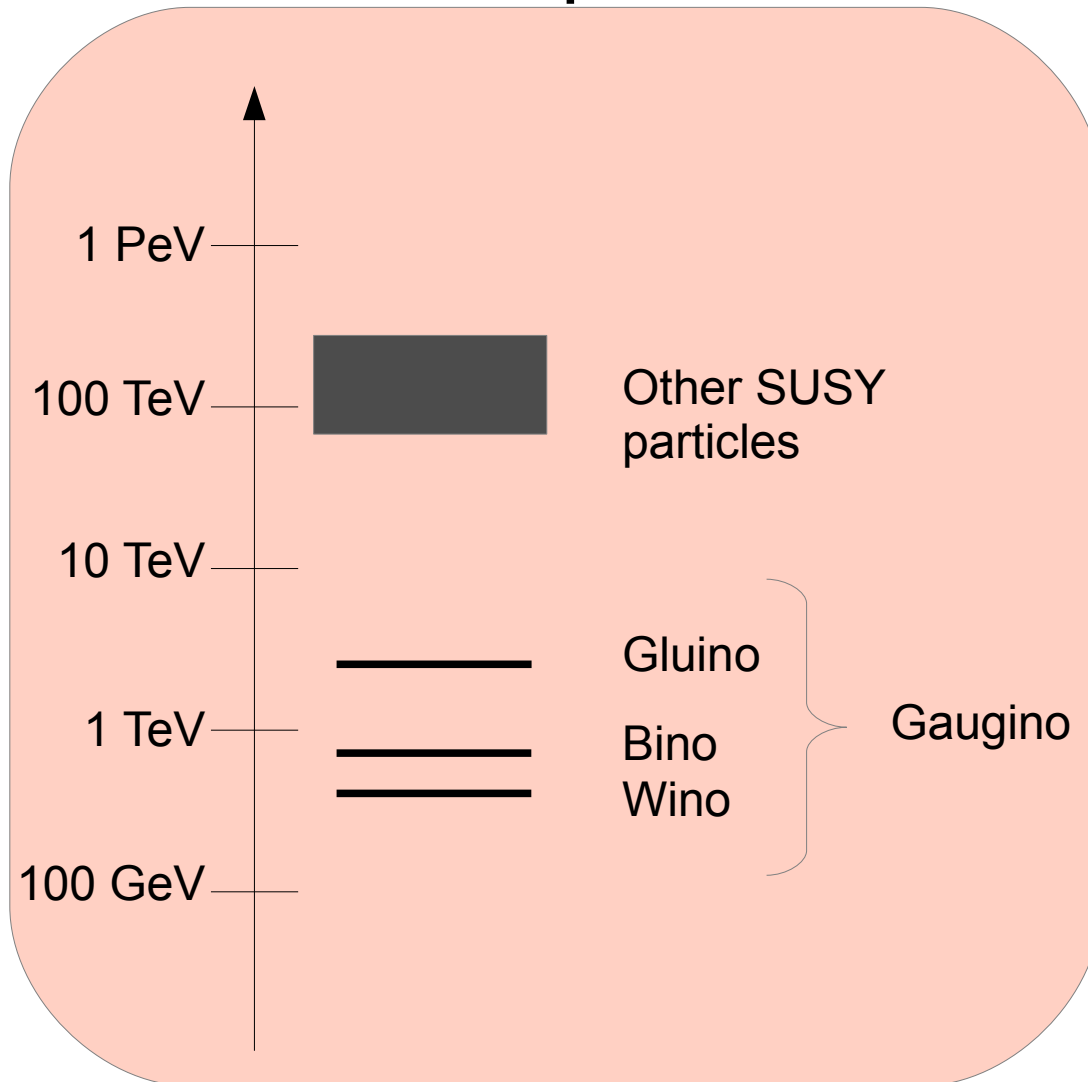 1 PeV
100 TeV
Other SUSY
particles
10 TeV
Gluino
1 TeV
Bino
Gaugino
Wino
100 GeV